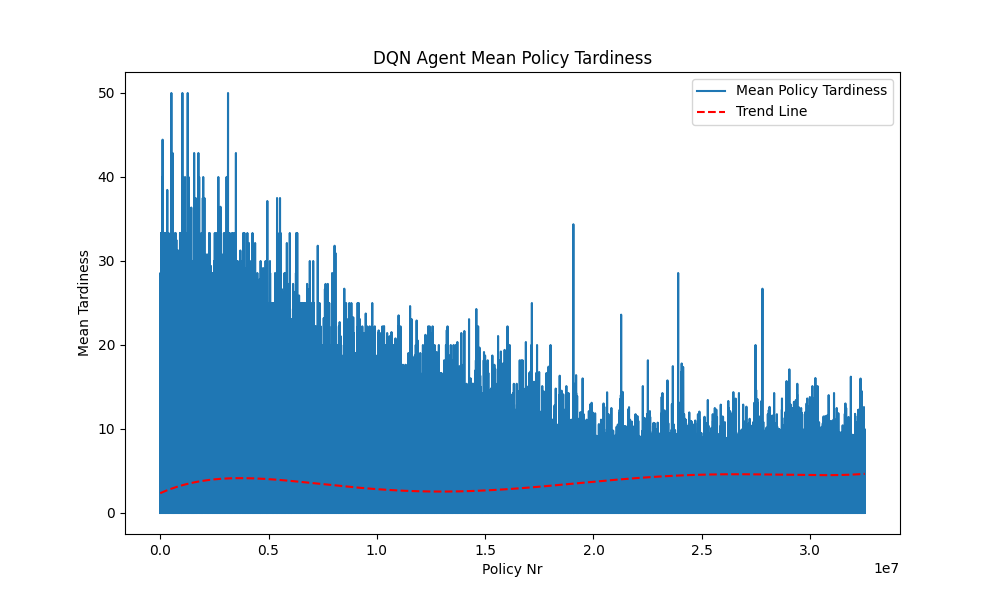 DQN Agent Mean Policy Tardiness
Mean Policy Tardiness
Trend Line
Mean Tardiness
50
40
30
20
10
0
0.0 0.5 1.0 1.5 2.0 2.5 3.0
1e7
Policy Nr